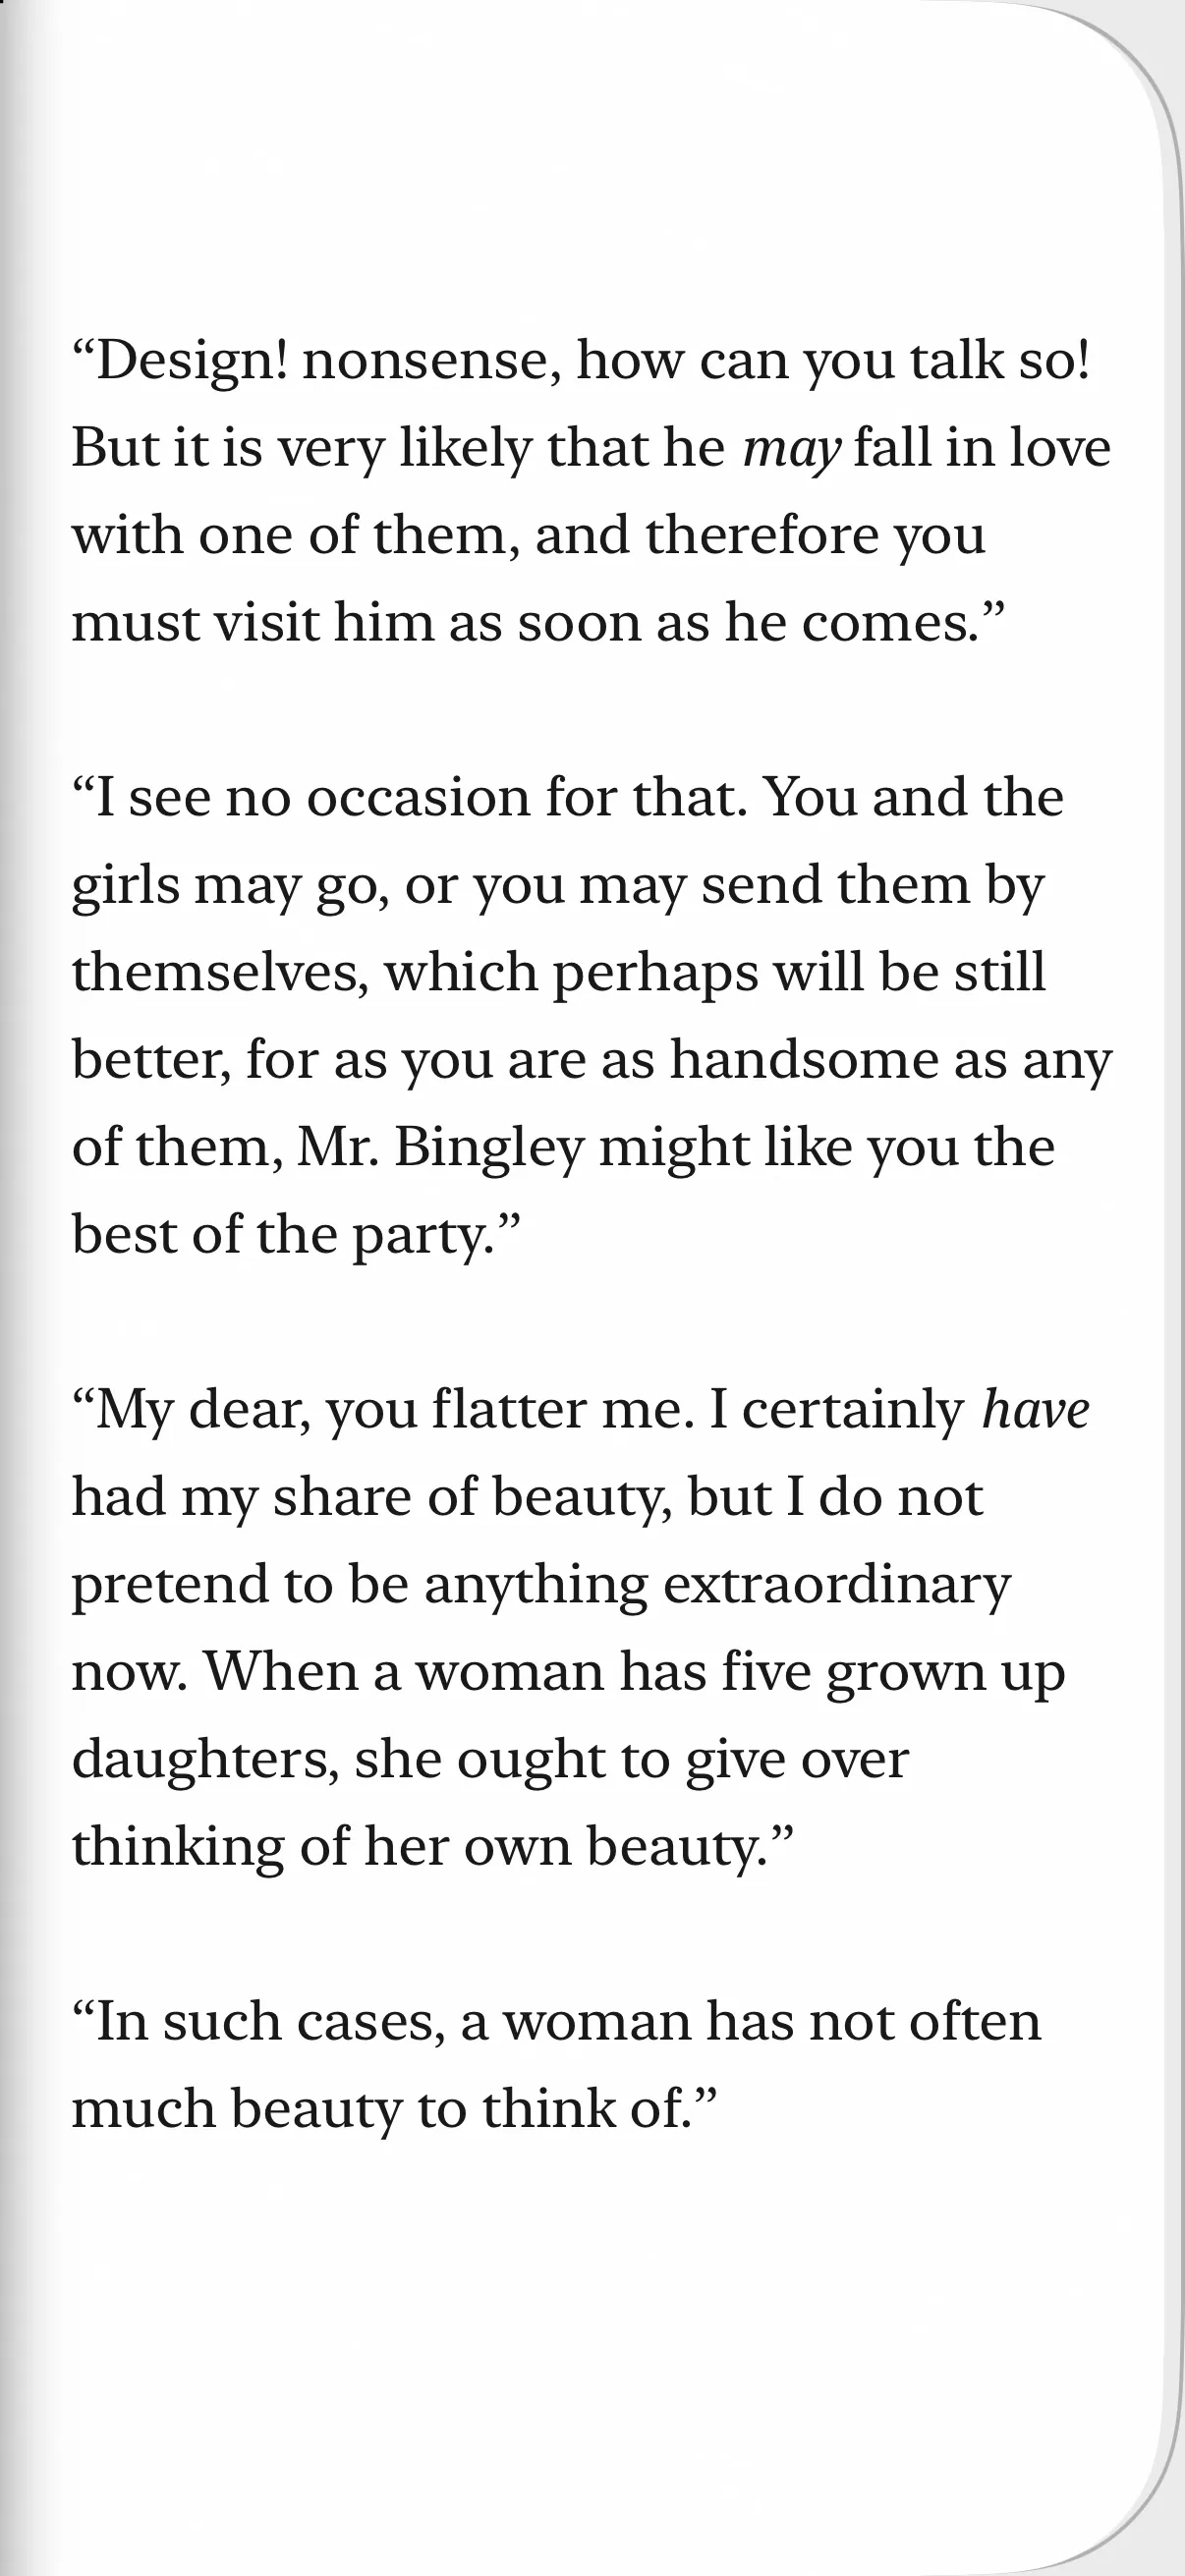 “Design! nonsense, how can you talk so!
But it is very likely that he may fall in love
with one of them, and therefore you
must visit him as soon as he comes.”
“I see no occasion for that. You and the
girls may go, or you may send them by
themselves, which perhaps will be still
better, for as you are as handsome as any
of them, Mr. Bingley might like you the
best of the party.”
“My dear, you flatter me. I certainly have
had my share of beauty, but I do not
pretend to be anything extraordinary
now. When a woman has five grown up
daughters, she ought to give over
thinking of her own beauty.”
“In such cases, a woman has not often
much beauty to think of.”